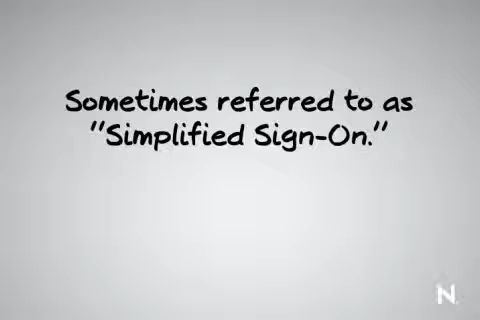 Sometimes referred to as
"Simplified Sign-On."
N